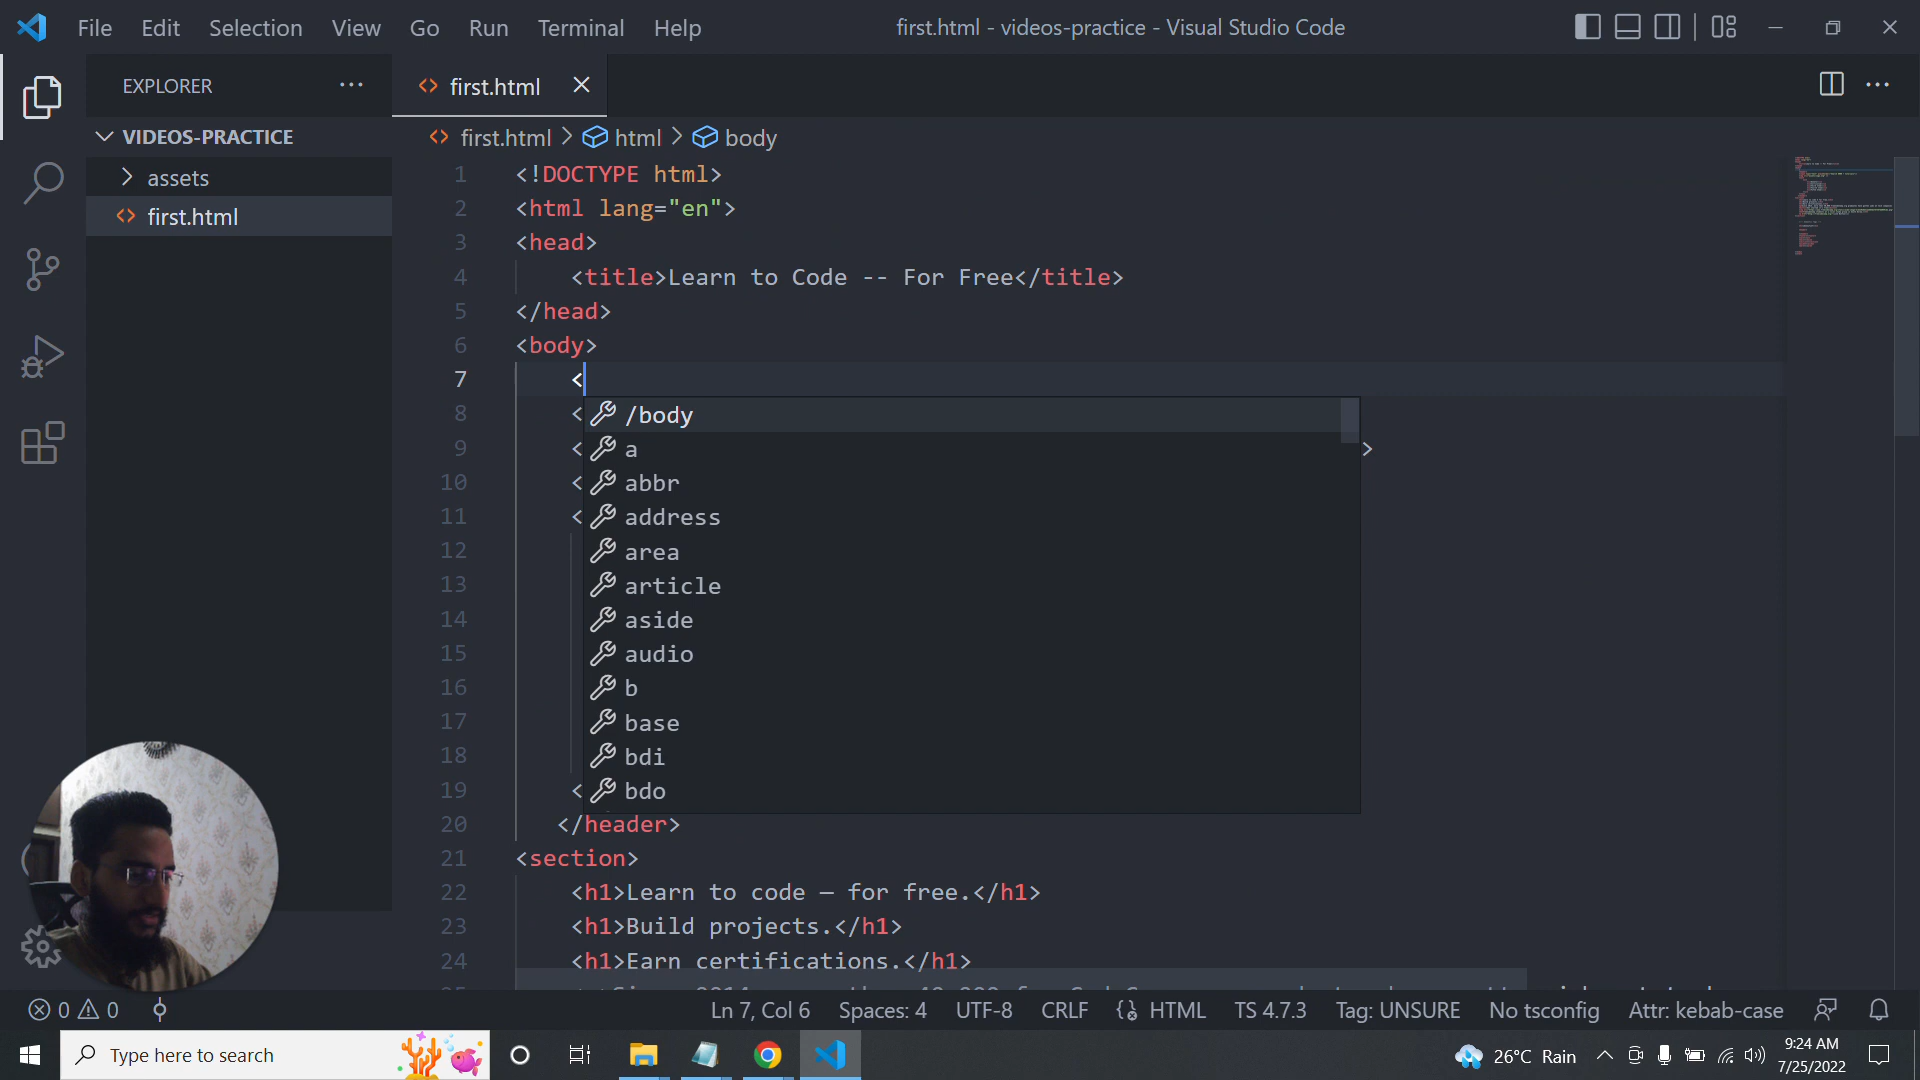 File Edit Selection View Go Run Terminal Help first.html - videos-practice - Visual Studio Code
EXPLORER ··· first.html
VIDEOS-PRACTICE
assets
first.html
first.html > html > body
1 <!DOCTYPE html>
2 <html lang="en">
3 <head>
4 <title>Learn to Code -- For Free</title>
5 </head>
6 <body>
7 <
8 < /body
9 < a >
10 < abbr
11 < address
12 area
13 article
14 aside
15 audio
16 b
17 base
18 bdi
19 < bdo
20 </header>
21 <section>
22 <h1>Learn to code — for free.</h1>
23 <h1>Build projects.</h1>
24 <h1>Earn certifications.</h1>
0 0 Ln 7, Col 6 Spaces: 4 UTF-8 CRLF HTML TS 4.7.3 Tag: UNSURE No tsconfig Attr: kebab-case
Type here to search 26°C Rain 9:24 AM
7/25/2022